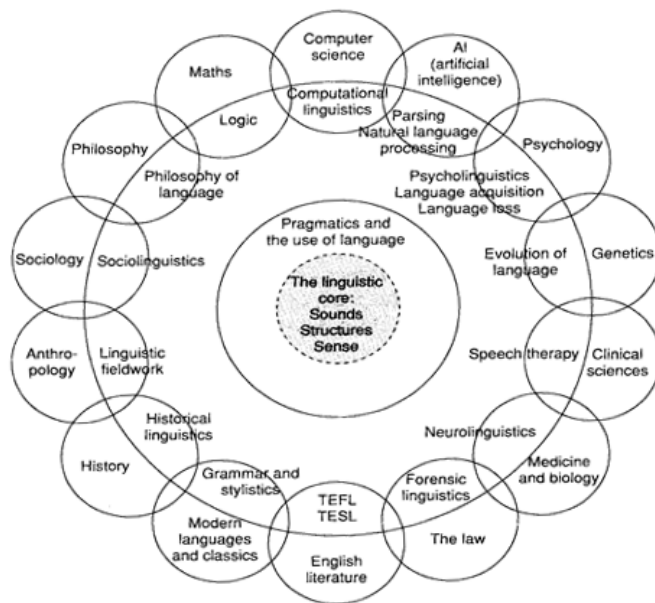 Computer
science
AI
(artificial
intelligence)
Maths
Computational
linguistics
Logic
Parsing
Natural language
processing
Psychology
Philosophy
Philosophy of
language
Psycholinguistics
Language acquisition
Language loss
Pragmatics and
the use of language
Sociology
Sociolinguistics
Evolution of
language
Genetics
The linguistic
core:
Sounds
Structures
Sense
Anthro-
pology
Linguistic
fieldwork
Speech therapy
Clinical
sciences
Historical
linguistics
History
Neurolinguistics
Medicine
and biology
Grammar and
stylistics
Modern
languages
and classics
TEFL
TESL
English
literature
Forensic
linguistics
The law